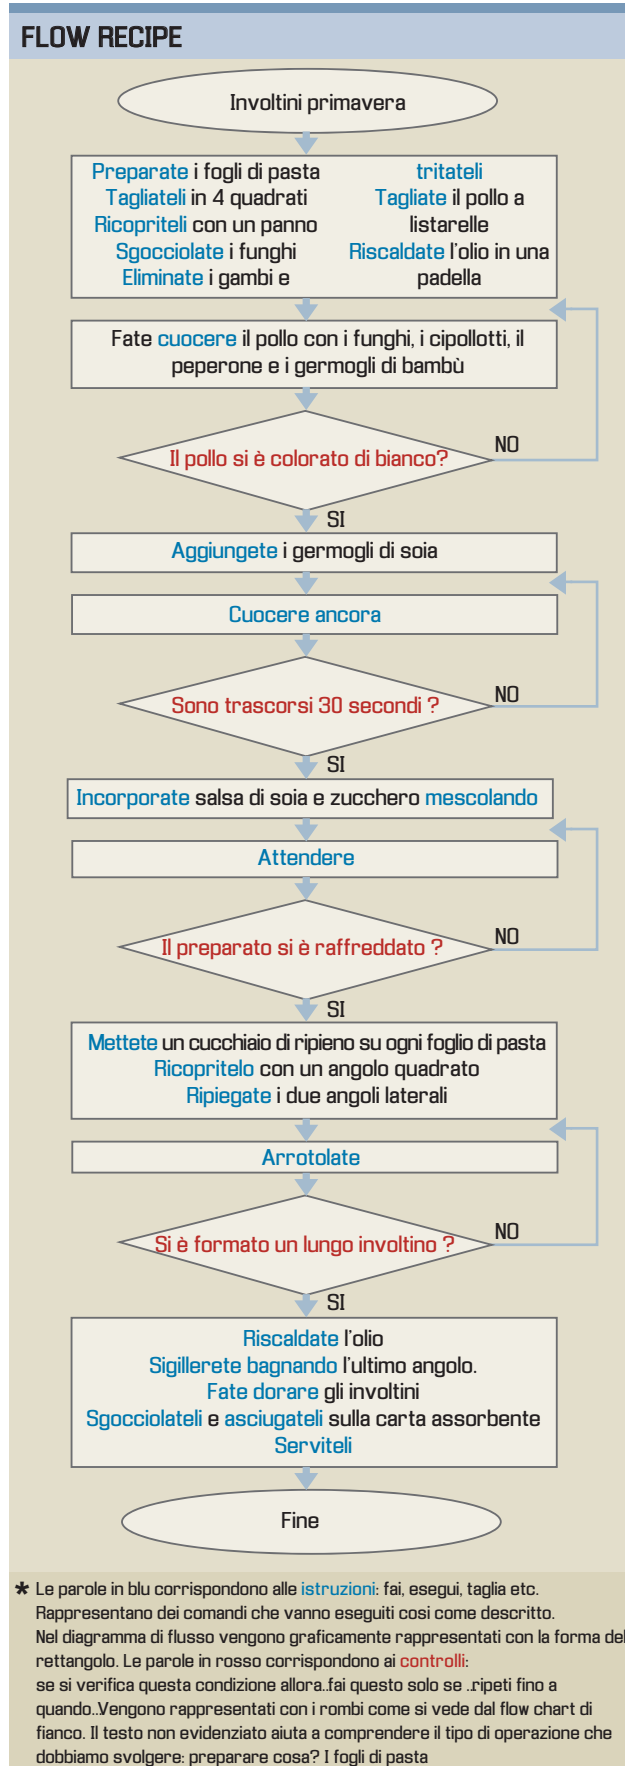 FLOW RECIPE
Involtini primavera
Preparate i fogli di pasta
Tagliateli in 4 quadrati
Ricopriteli con un panno
Sgocciolate i funghi
Eliminate i gambi e
tritateli
Tagliate il pollo a
listarelle
Riscaldate l'olio in una
padella
Fate cuocere il pollo con i funghi, i cipollotti, il
peperone e i germogli di bambù
Il pollo si è colorato di bianco?
NO
SI
Aggiungete i germogli di soia
Cuocere ancora
Sono trascorsi 30 secondi ?
NO
SI
Incorporate salsa di soia e zucchero mescolando
Attendere
Il preparato si è raffreddato ?
NO
SI
Mettete un cucchiaio di ripieno su ogni foglio di pasta
Ricopritelo con un angolo quadrato
Ripiegate i due angoli laterali
Arrotolate
Si è formato un lungo involtino ?
NO
SI
Riscaldate l'olio
Sigillerete bagnando l'ultimo angolo.
Fate dorare gli involtini
Sgocciolateli e asciugateli sulla carta assorbente
Serviteli
Fine
* Le parole in blu corrispondono alle istruzioni: fai, esegui, taglia etc.
Rappresentano dei comandi che vanno eseguiti cosi come descritto.
Nel diagramma di flusso vengono graficamente rappresentati con la forma del
rettangolo. Le parole in rosso corrispondono ai controlli:
se si verifica questa condizione allora..fai questo solo se ..ripeti fino a
quando..Vengono rappresentati con i rombi come si vede dal flow chart di
fianco. Il testo non evidenziato aiuta a comprendere il tipo di operazione che
dobbiamo svolgere: preparare cosa? I fogli di pasta